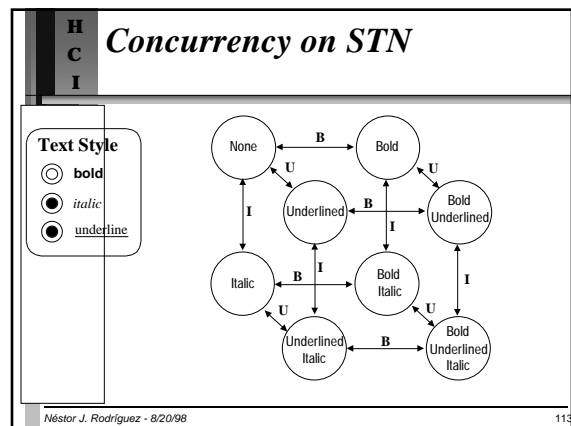 H
C
I
Concurrency on STN
Text Style
bold
italic
underline
None
B
Bold
U
U
Underlined
B
Bold
Underlined
I
I
Italic
B
I
Bold
Italic
I
U
U
Underlined
Italic
B
Bold
Underlined
Italic
Néstor J. Rodríguez - 8/20/98
113